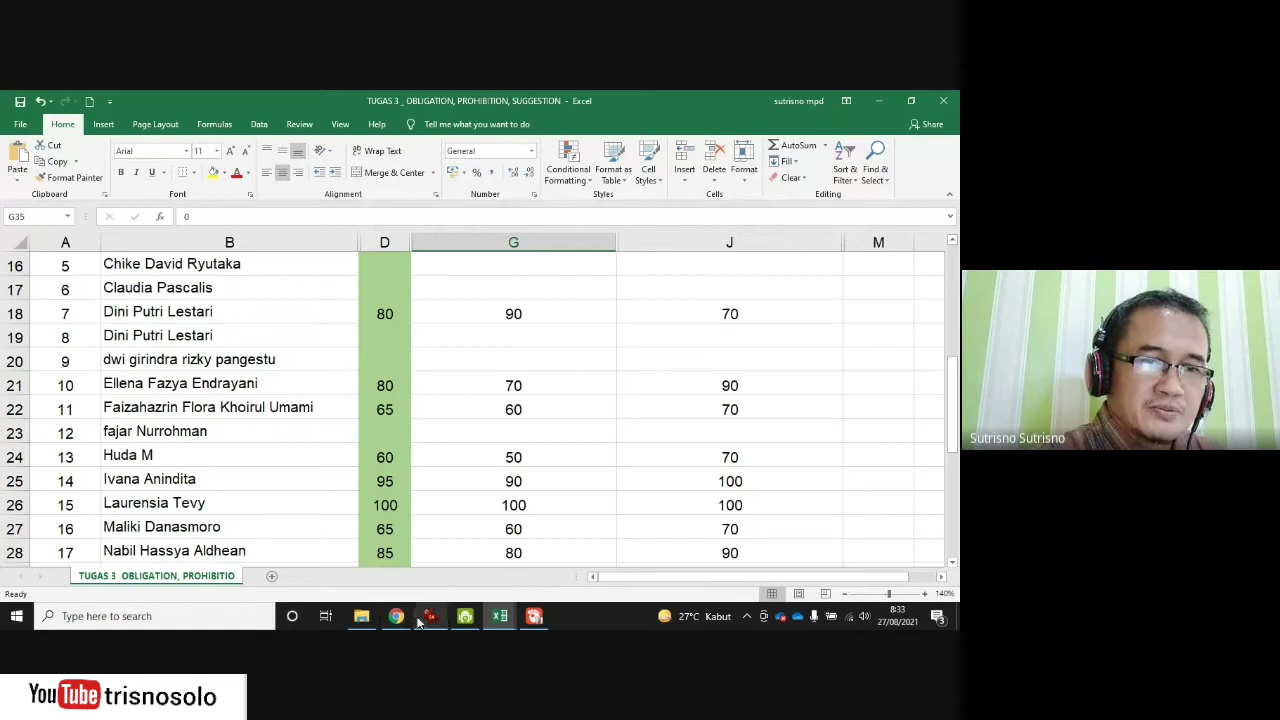 TUGAS 3 _ OBLIGATION, PROHIBITION, SUGGESTION - Excel
sutrisno mpd
File Home Insert Page Layout Formulas Data Review View Help Tell me what you want to do Share
Paste
Cut
Copy
Format Painter
Clipboard
Arial 11
B I U
Font
Wrap Text
Merge & Center
Alignment
General
Number
Conditional Formatting
Format as Table
Cell Styles
Styles
Insert Delete Format
Cells
AutoSum
Fill
Clear
Sort & Filter
Find & Select
Editing
G35 fx 0
A B D G J M
16 5 Chike David Ryutaka
17 6 Claudia Pascalis
18 7 Dini Putri Lestari 80 90 70
19 8 Dini Putri Lestari
20 9 dwi girindra rizky pangestu
21 10 Ellena Fazya Endrayani 80 70 90
22 11 Faizahazrin Flora Khoirul Umami 65 60 70
23 12 fajar Nurrohman
24 13 Huda M 60 50 70
25 14 Ivana Anindita 95 90 100
26 15 Laurensia Tevy 100 100 100
27 16 Maliki Danasmoro 65 60 70
28 17 Nabil Hassya Aldhean 85 80 90
TUGAS 3 OBLIGATION, PROHIBITIO
Ready
140%
Type here to search
27°C Kabut
8:33
27/08/2021
3
Sutrisno Sutrisno
YouTube trisnosolo